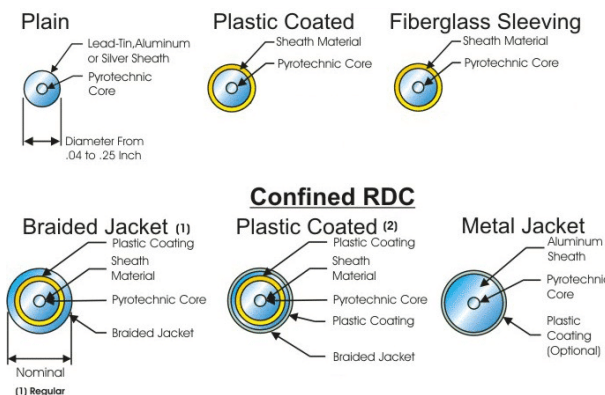 Plain
Lead-Tin,Aluminum
or Silver Sheath
Pyrotechnic
Core
Diameter From
.04 to .25 Inch
Plastic Coated
Sheath Material
Pyrotechnic Core
Fiberglass Sleeving
Sheath Material
Pyrotechnic Core
Confined RDC
Braided Jacket (1)
Plastic Coating
Sheath
Material
Pyrotechnic Core
Braided Jacket
Nominal
(1) Regular
Plastic Coated (2)
Plastic Coating
Sheath
Material
Pyrotechnic Core
Plastic Coating
Braided Jacket
Metal Jacket
Aluminum
Sheath
Pyrotechnic
Core
Plastic
Coating
(Optional)